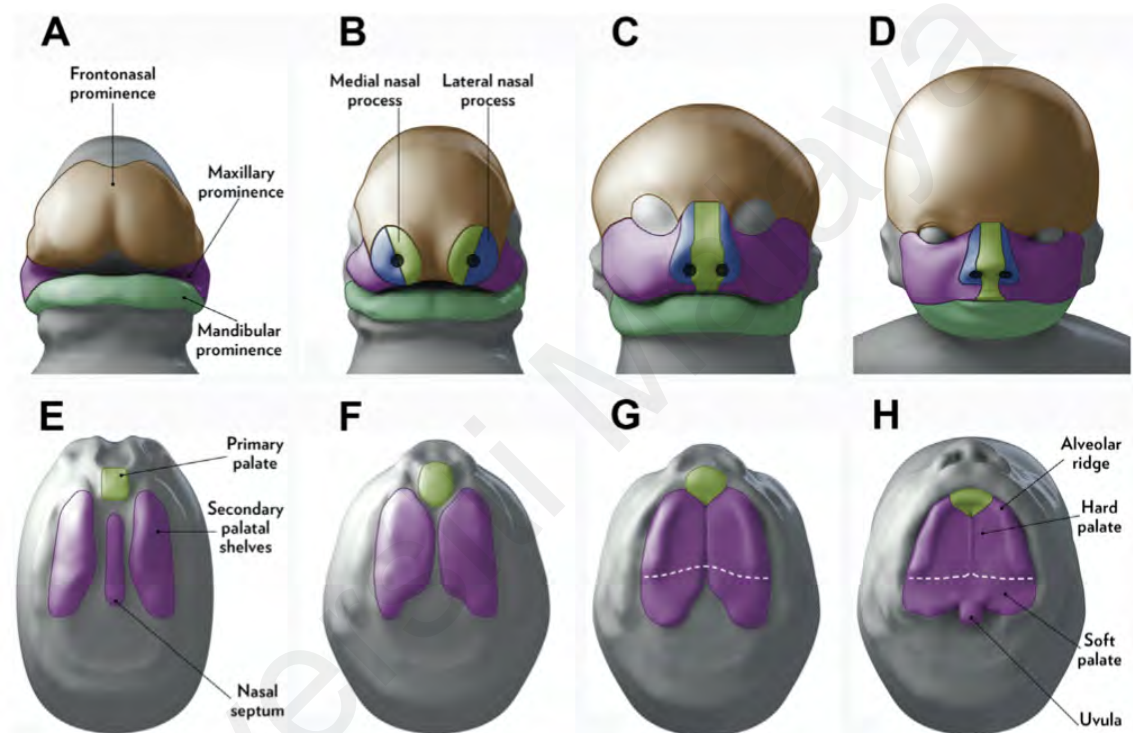 A
B
C
D
Frontonasal
prominence
Maxillary
prominence
Mandibular
prominence
Medial nasal
process
Lateral nasal
process
E
F
G
H
Primary
palate
Secondary
palatal
shelves
Nasal
septum
Alveolar
ridge
Hard
palate
Soft
palate
Uvula